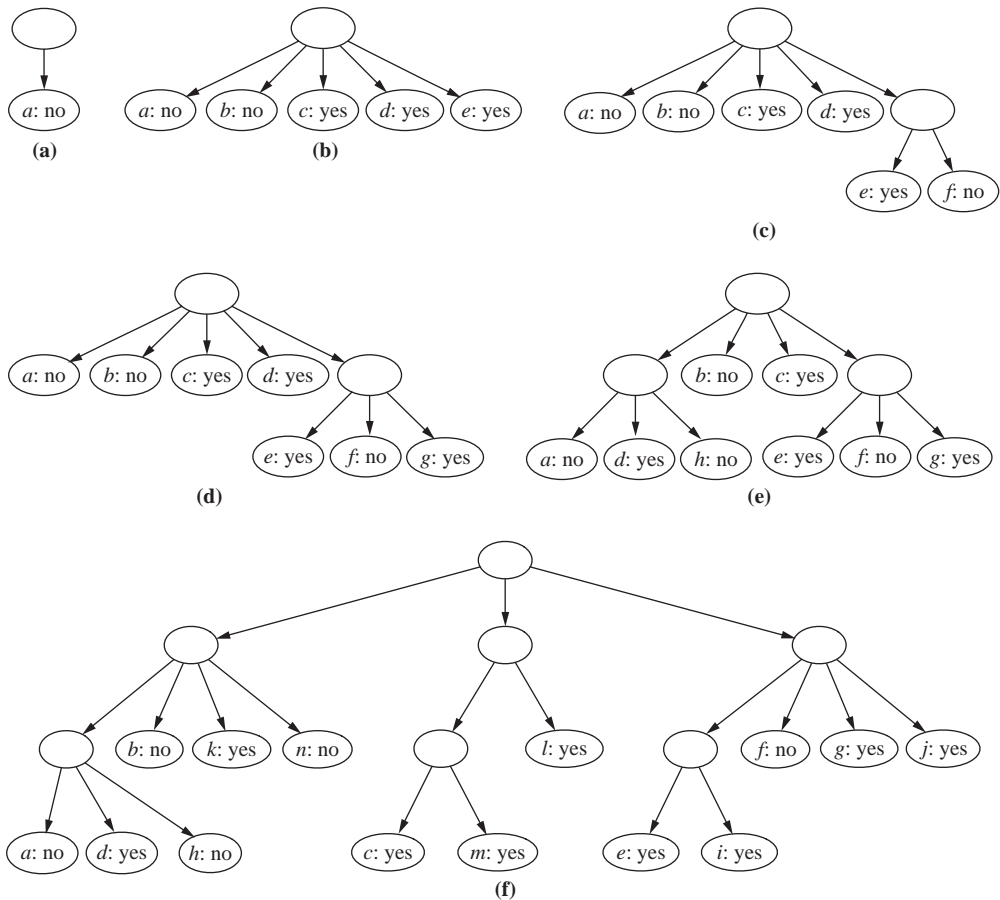 a: no
(a)
a: no b: no c: yes d: yes e: yes
(b)
a: no b: no c: yes d: yes
e: yes f: no
(c)
a: no b: no c: yes d: yes
e: yes f: no g: yes
(d)
b: no c: yes
a: no d: yes h: no e: yes f: no g: yes
(e)
b: no k: yes n: no l: yes f: no g: yes j: yes
a: no d: yes h: no c: yes m: yes e: yes i: yes
(f)